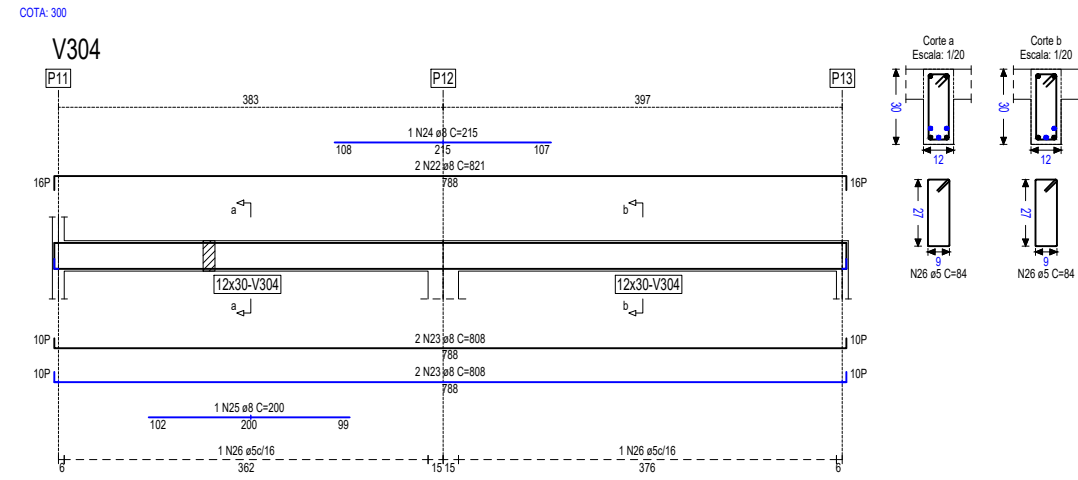 COTA: 300
V304
P11
P12
P13
383
397
1 N24 ø8 C=215
108
215
107
2 N22 ø8 C=821
16P
788
16P
a
b
12x30-V304
12x30-V304
a
b
2 N23 ø8 C=808
10P
788
10P
2 N23 ø8 C=808
10P
788
10P
1 N25 ø8 C=200
102
200
99
1 N26 ø5c/16
1 N26 ø5c/16
6
362
15
15
376
6
Corte a
Escala: 1/20
30
12
27
9
N26 ø5 C=84
Corte b
Escala: 1/20
30
12
27
9
N26 ø5 C=84